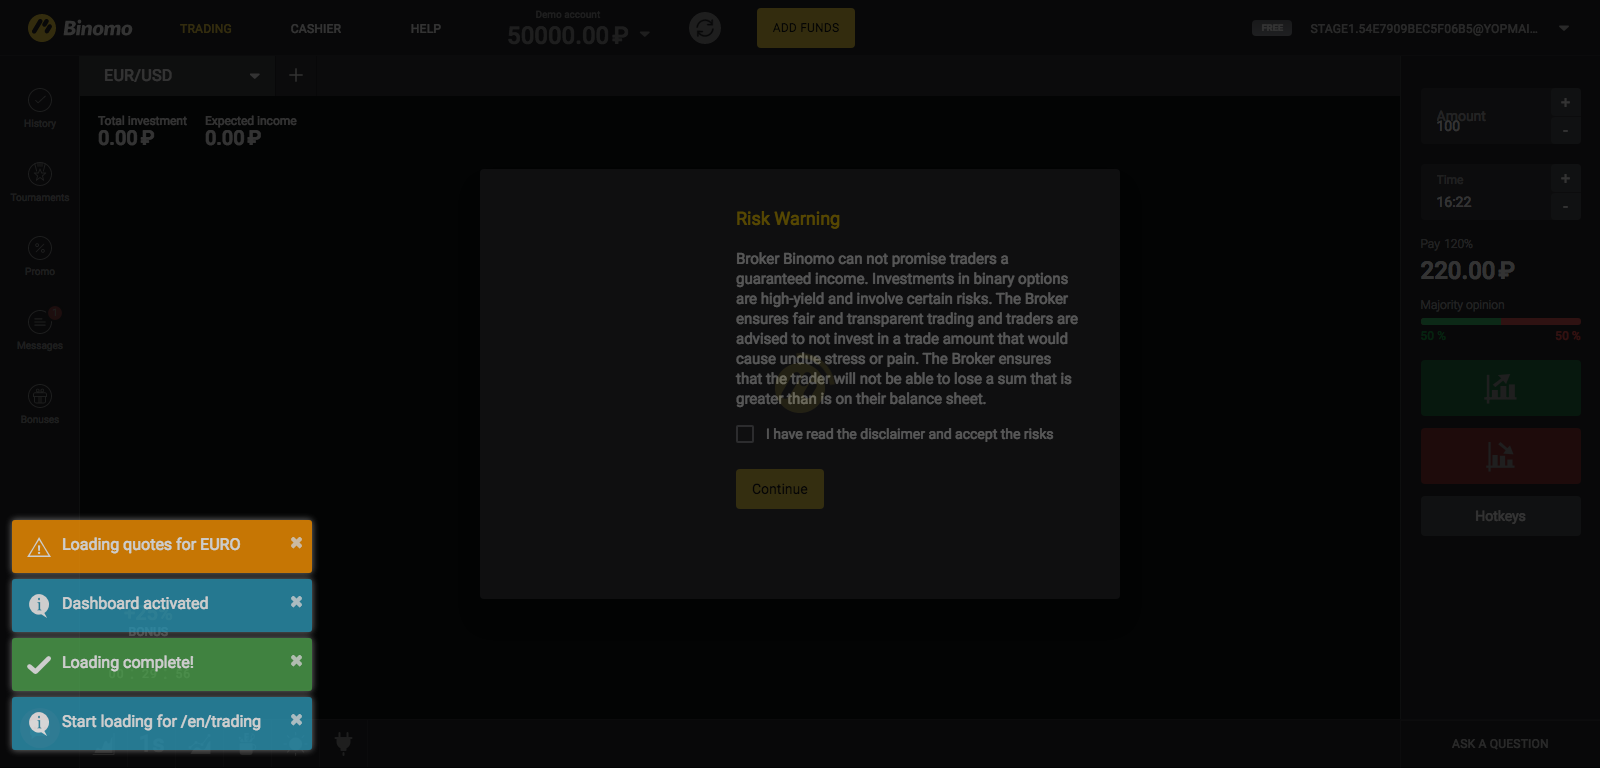 Binomo
TRADING
CASHIER
HELP
Demo account
50000.00₽
ADD FUNDS
FREE
STAGE1.54E7909BEC5F06B5@YOPMAI...
EUR/USD
+
History
Tournaments
Promo
1
Messages
Bonuses
Total investment
0.00₽
Expected income
0.00₽
Risk Warning
Broker Binomo can not promise traders a
guaranteed income. Investments in binary options
are high-yield and involve certain risks. The Broker
ensures fair and transparent trading and traders are
advised to not invest in a trade amount that would
cause undue stress or pain. The Broker ensures
that the trader will not be able to lose a sum that is
greater than is on their balance sheet.
I have read the disclaimer and accept the risks
Continue
Amount
100
+
-
Time
16:22
+
-
Pay 120%
220.00₽
Majority opinion
50 %
50 %
Hotkeys
Loading quotes for EURO
Dashboard activated
BONUS
Loading complete!
Start loading for /en/trading
ASK A QUESTION